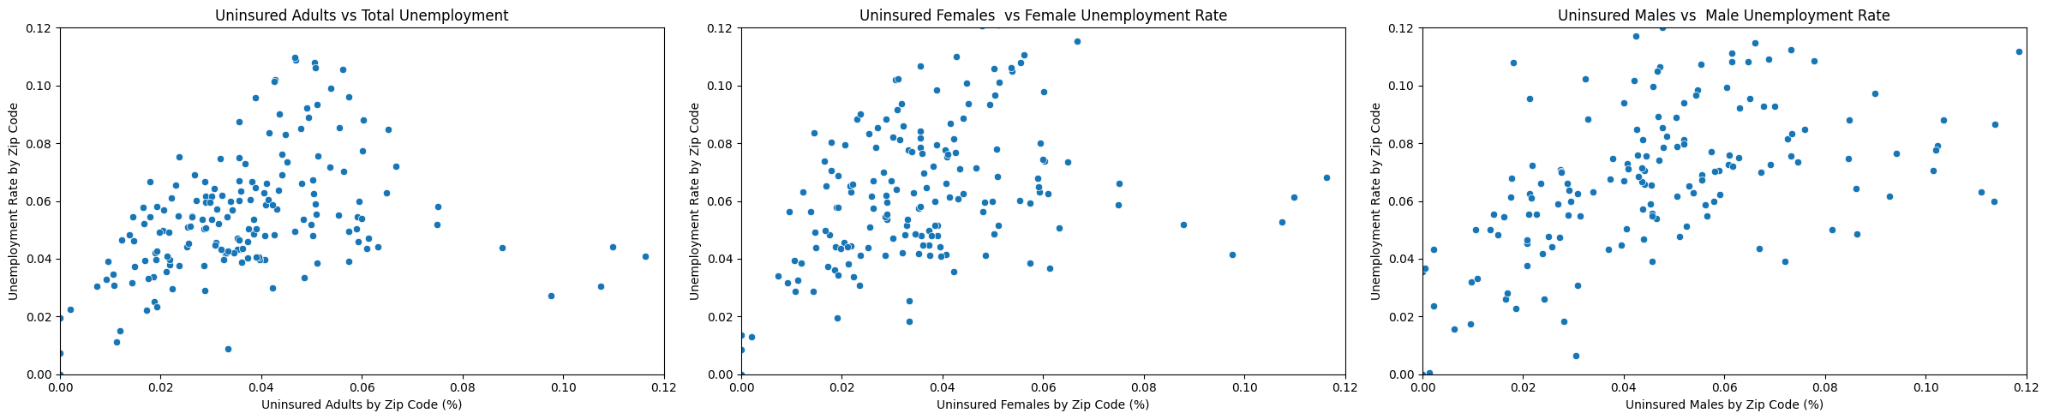 Uninsured Adults vs Total Unemployment
Unemployment Rate by Zip Code
0.12
0.10
0.08
0.06
0.04
0.02
0.00
0.00 0.02 0.04 0.06 0.08 0.10 0.12
Uninsured Adults by Zip Code (%)
Uninsured Females  vs Female Unemployment Rate
Unemployment Rate by Zip Code
0.12
0.10
0.08
0.06
0.04
0.02
0.00
0.00 0.02 0.04 0.06 0.08 0.10 0.12
Uninsured Females by Zip Code (%)
Uninsured Males vs  Male Unemployment Rate
Unemployment Rate by Zip Code
0.12
0.10
0.08
0.06
0.04
0.02
0.00
0.00 0.02 0.04 0.06 0.08 0.10 0.12
Uninsured Males by Zip Code (%)